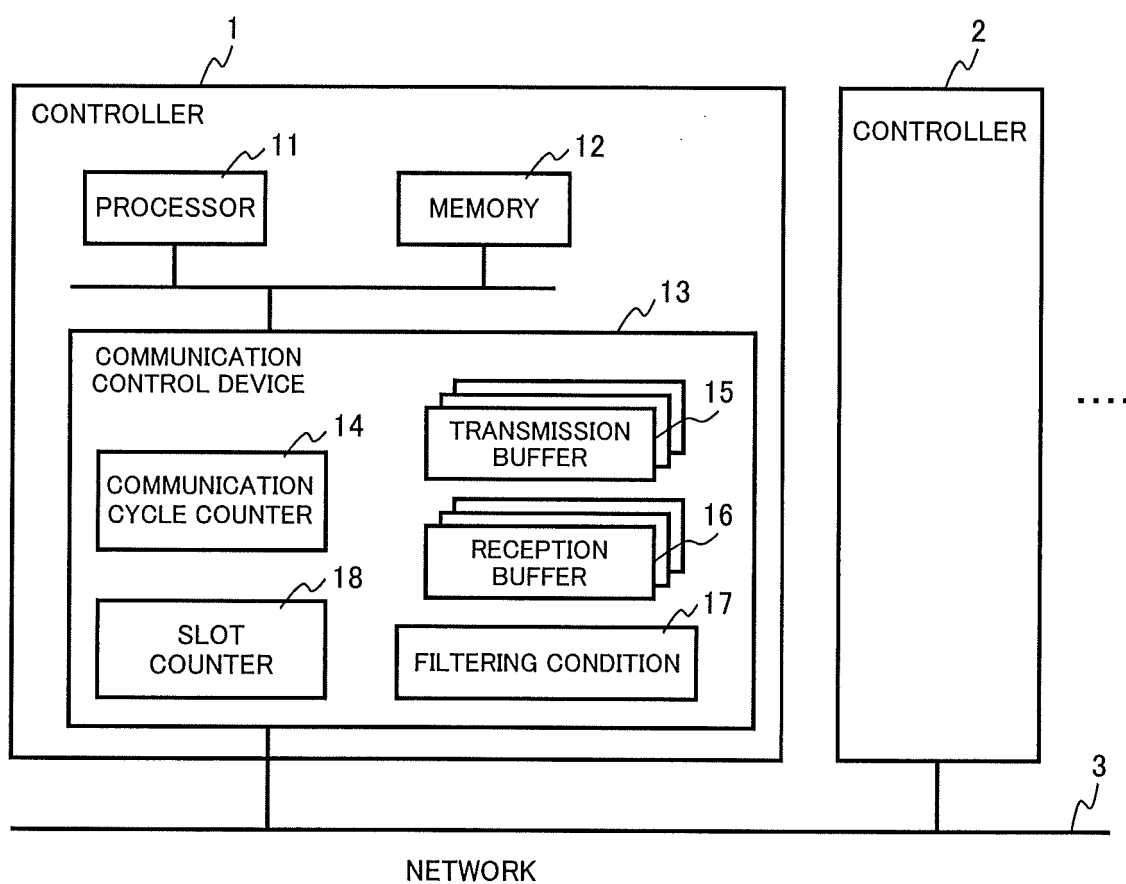 1
2
CONTROLLER
CONTROLLER
11
12
PROCESSOR
MEMORY
13
COMMUNICATION
CONTROL DEVICE
14
15
TRANSMISSION
BUFFER
COMMUNICATION
CYCLE COUNTER
16
RECEPTION
BUFFER
18
17
SLOT
COUNTER
FILTERING CONDITION
3
NETWORK